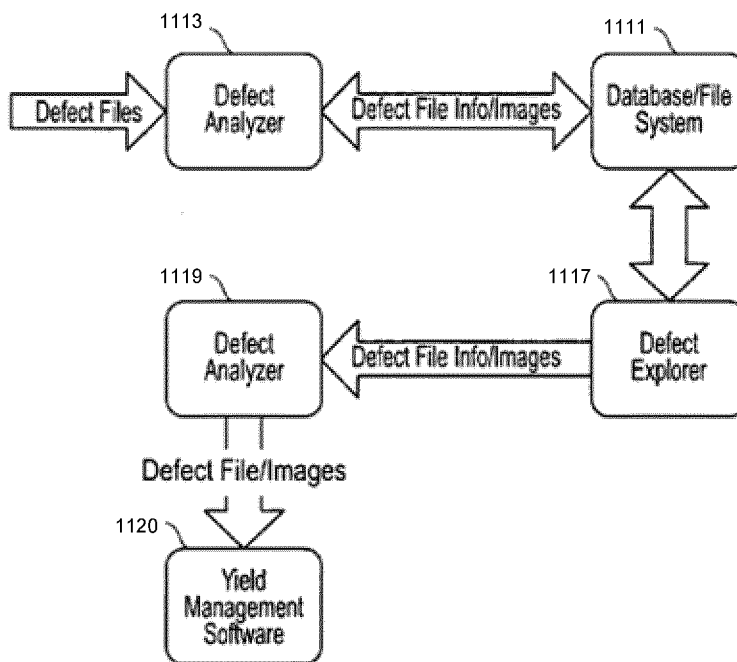 1113
1111
Defect Files
Defect
Analyzer
Defect File Info/Images
Database/File
System
1119
1117
Defect
Analyzer
Defect File Info/Images
Defect
Explorer
Defect File/Images
1120
Yield
Management
Software